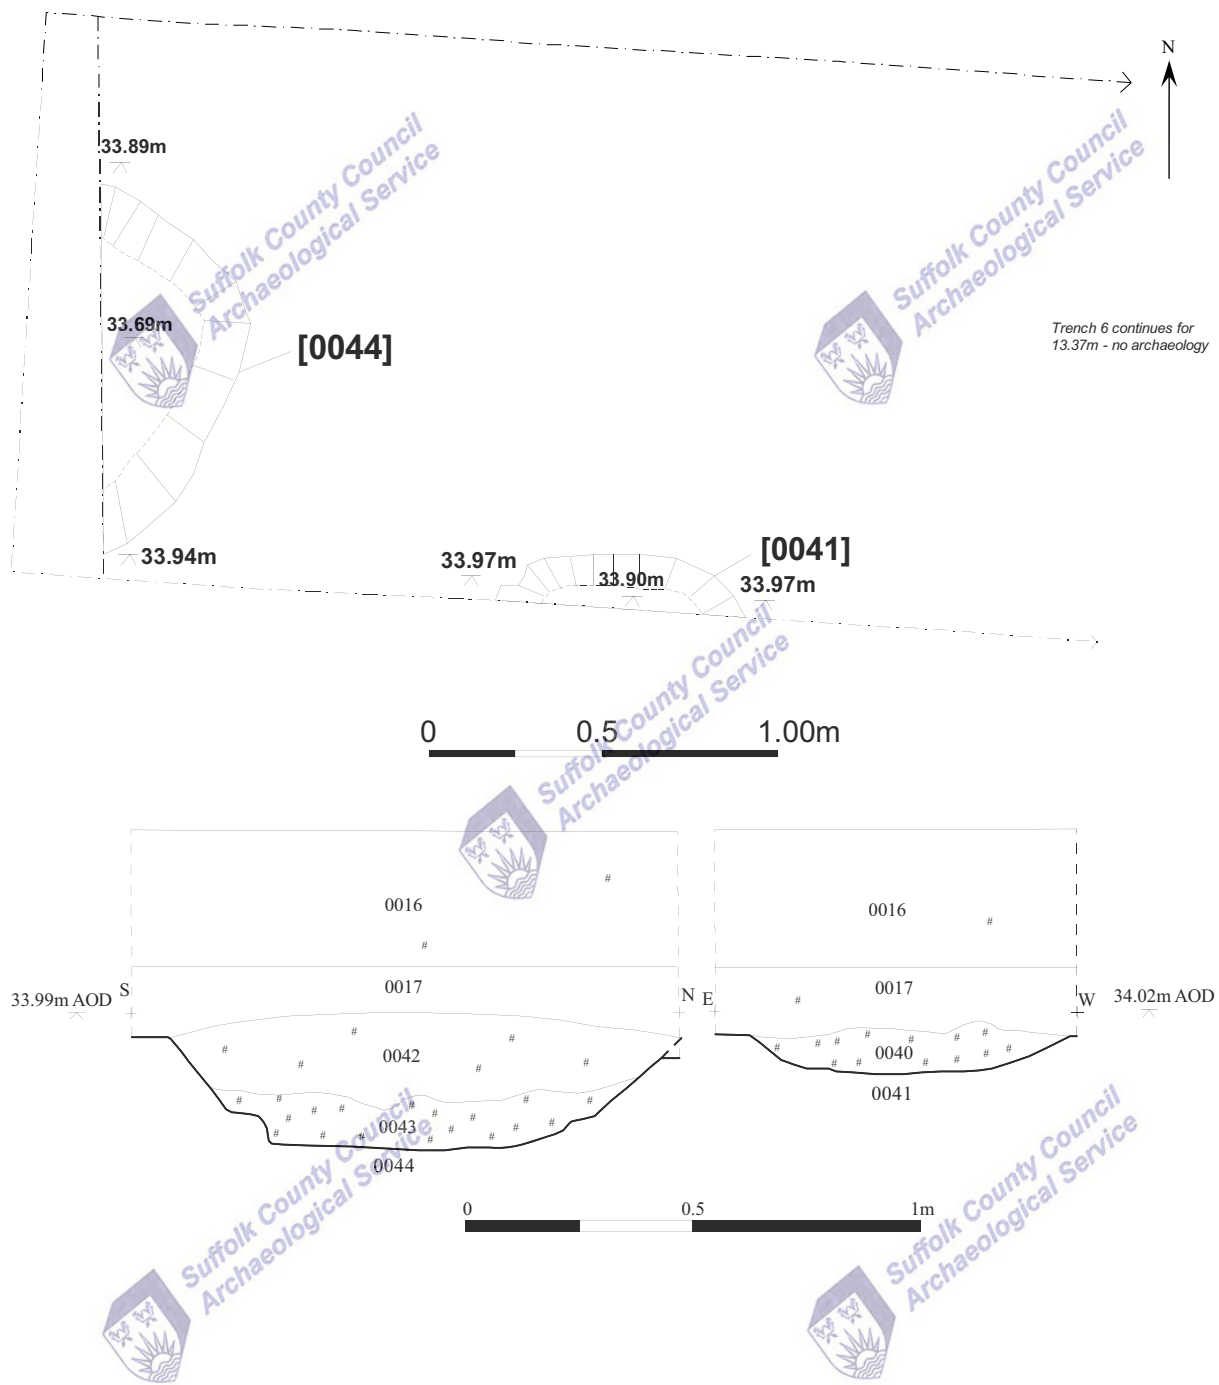 N
33.89m
Suffolk County Council
Archaeological Service
Suffolk County Council
Archaeological Service
33.69m
[0044]
Trench 6 continues for
13.37m - no archaeology
33.94m
33.97m
[0041]
33.90m
33.97m
Suffolk County Council
Archaeological Service
0 0.5 1.00m
0016
#
#
0016
#
S
0017
N
E
0017
#
W
33.99m AOD
34.02m AOD
# # # # # #
0042
# # # # # # # # # # #
0040
0041
# # # # # # # # # # # # # # # # # # #
0043
0044
Suffolk County Council
Archaeological Service
Suffolk County Council
Archaeological Service
0 0.5 1m